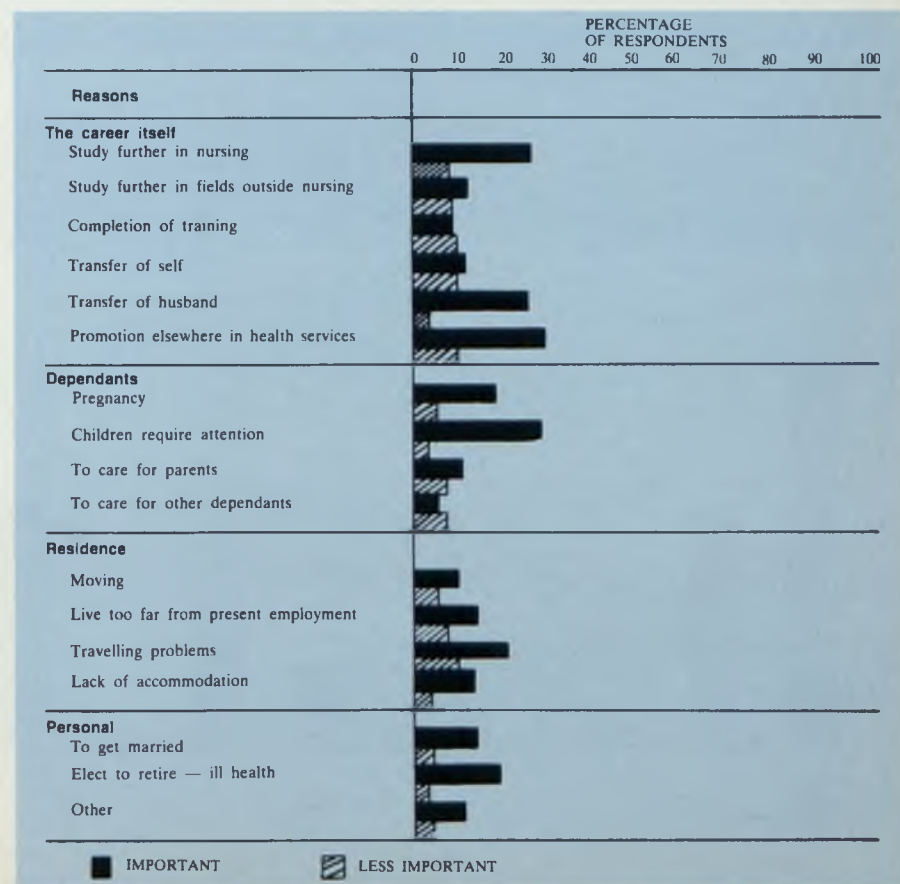 PERCENTAGE
OF RESPONDENTS
0 10 20 30 40 50 60 70 80 90 100
Reasons
The career itself
Study further in nursing
Study further in fields outside nursing
Completion of training
Transfer of self
Transfer of husband
Promotion elsewhere in health services
Dependants
Pregnancy
Children require attention
To care for parents
To care for other dependants
Residence
Moving
Live too far from present employment
Travelling problems
Lack of accommodation
Personal
To get married
Elect to retire — ill health
Other
IMPORTANT LESS IMPORTANT